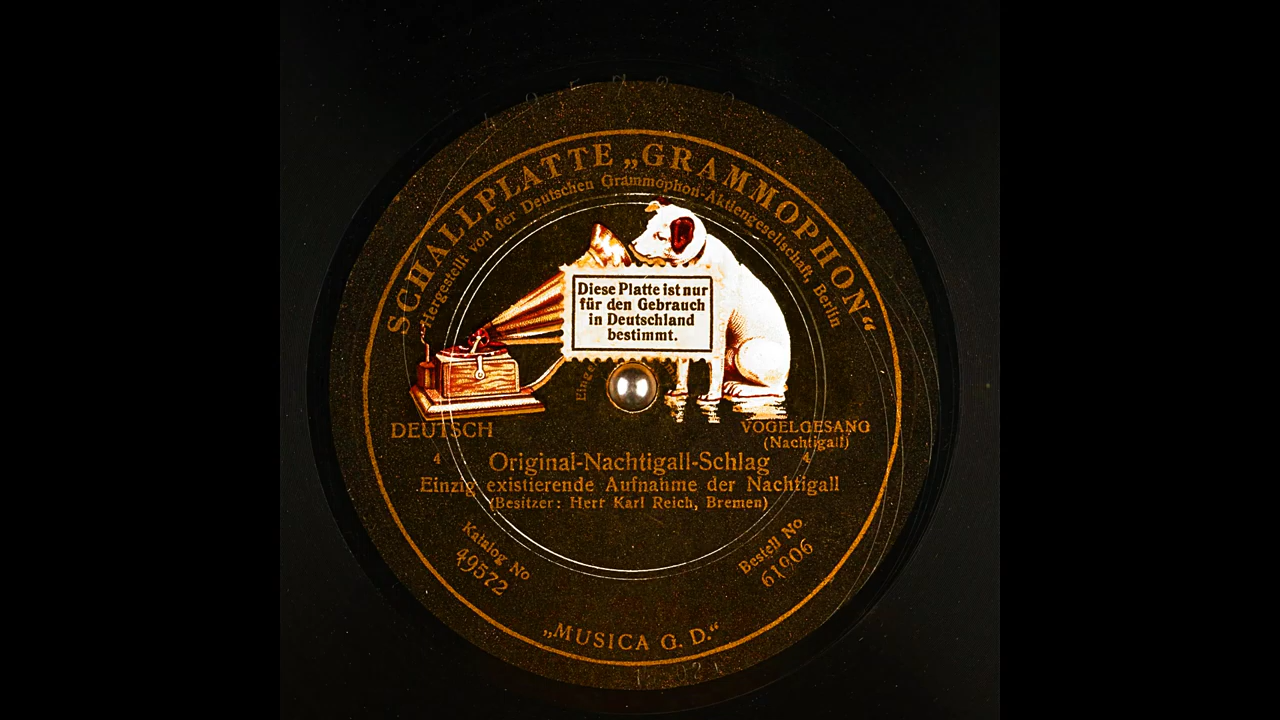 SCHALLPLATTE „GRAMMOPHON“
Hergestellt von der Deutschen Grammophon-Aktiengesellschaft, Berlin
Diese Platte ist nur
für den Gebrauch
in Deutschland
bestimmt.
DEUTSCH
VOGELGESANG
(Nachtigall)
4
4
Original-Nachtigall-Schlag
Einzig existierende Aufnahme der Nachtigall
(Besitzer: Herr Karl Reich, Bremen)
Katalog No
49572
Bestell No
61906
„MUSICA G. D.“